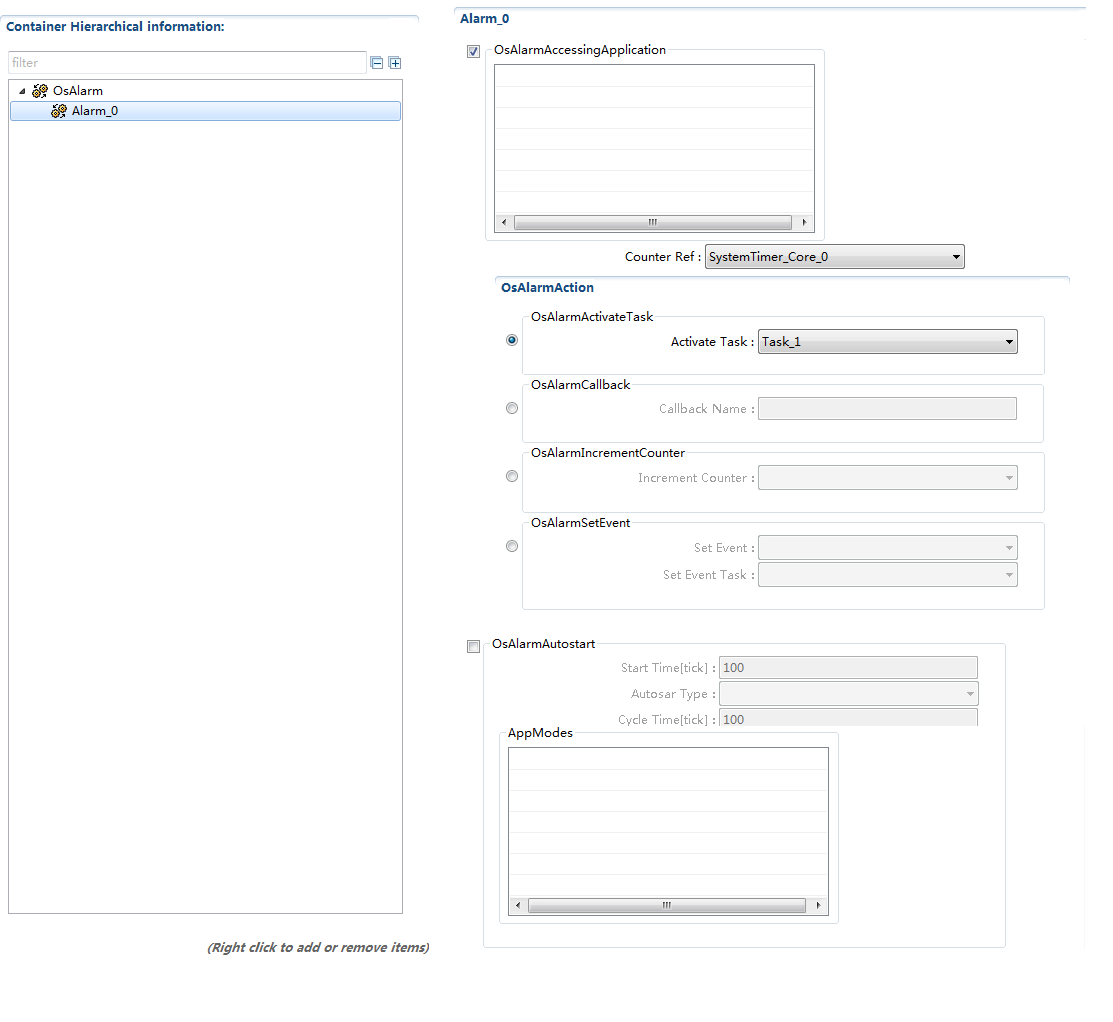 Container Hierarchical information:
filter
OsAlarm
Alarm_0
(Right click to add or remove items)
Alarm_0
OsAlarmAccessingApplication
Counter Ref : SystemTimer_Core_0
OsAlarmAction
OsAlarmActivateTask
Activate Task : Task_1
OsAlarmCallback
Callback Name :
OsAlarmIncrementCounter
Increment Counter :
OsAlarmSetEvent
Set Event :
Set Event Task :
OsAlarmAutostart
Start Time[tick] : 100
Autosar Type :
Cycle Time[tick] : 100
AppModes